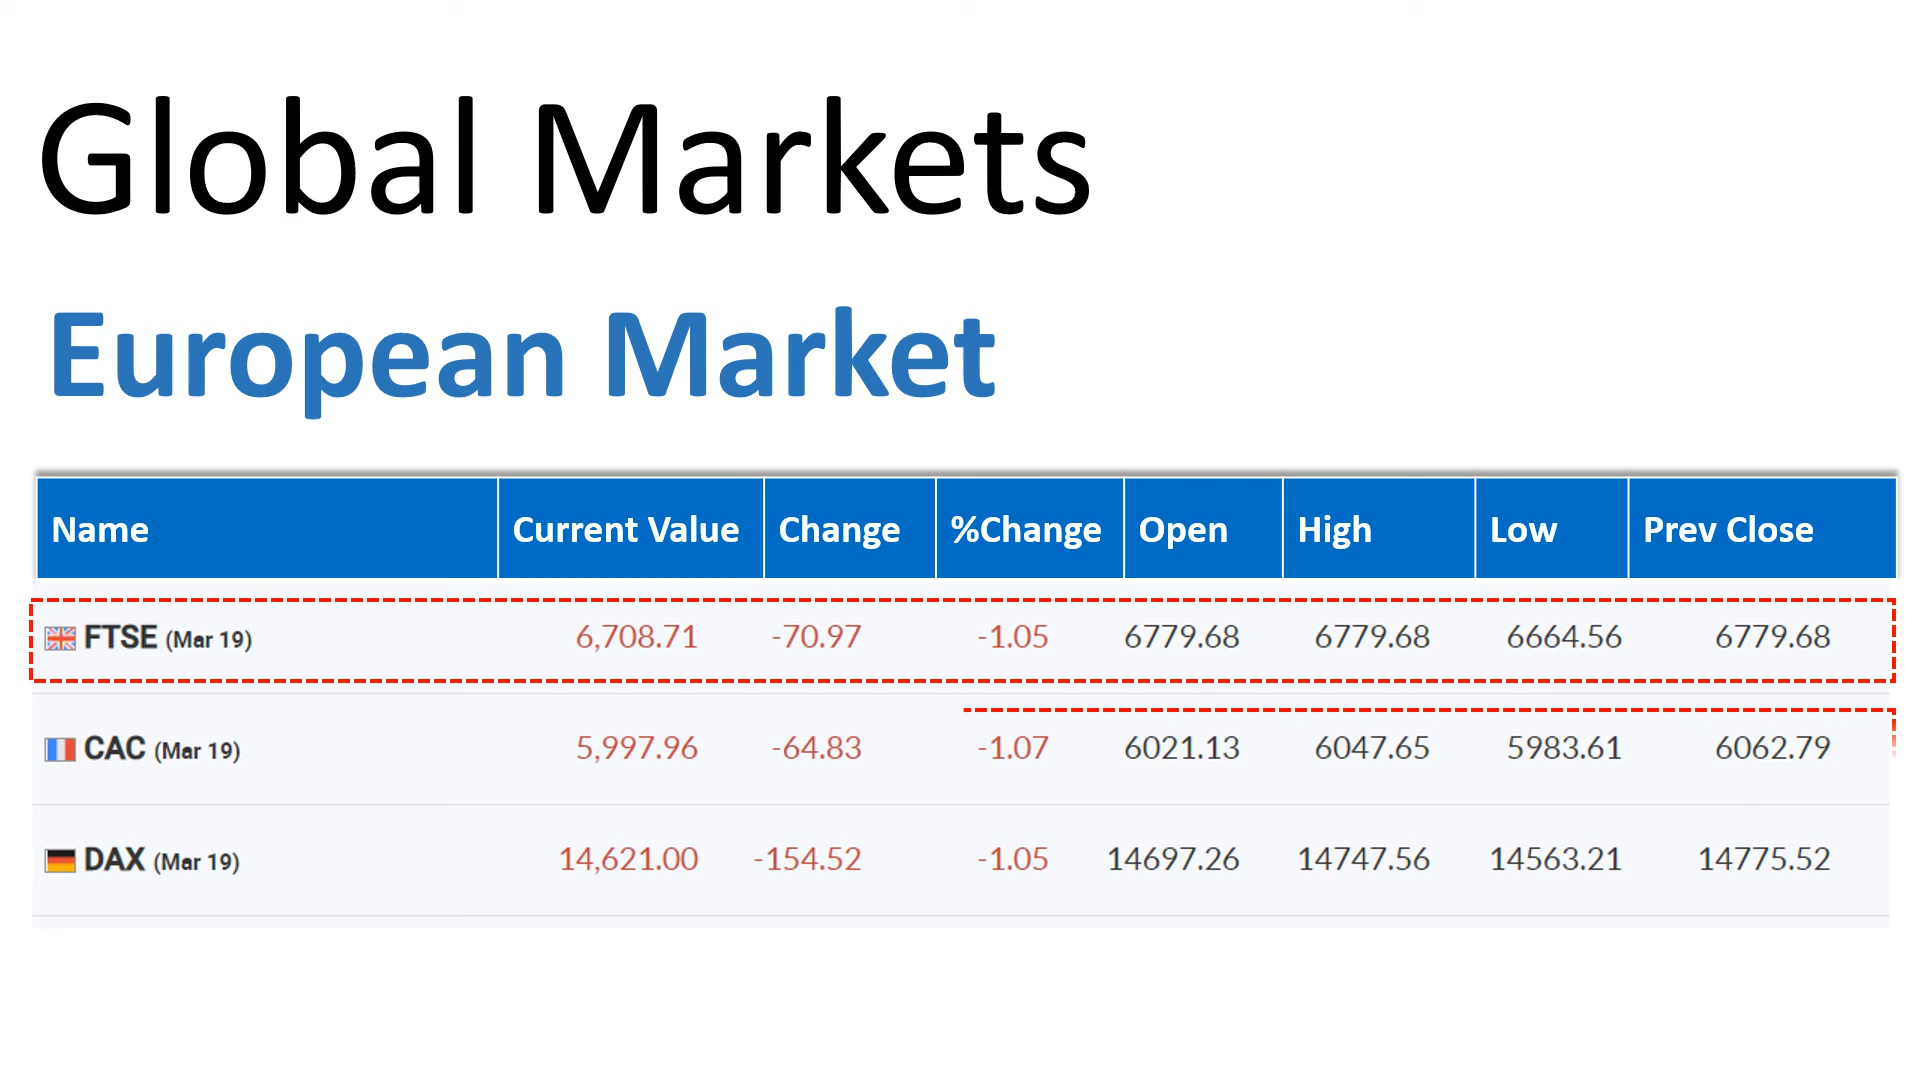 Global Markets
European Market
Name Current Value Change %Change Open High Low Prev Close
FTSE (Mar 19) 6,708.71 -70.97 -1.05 6779.68 6779.68 6664.56 6779.68
CAC (Mar 19) 5,997.96 -64.83 -1.07 6021.13 6047.65 5983.61 6062.79
DAX (Mar 19) 14,621.00 -154.52 -1.05 14697.26 14747.56 14563.21 14775.52